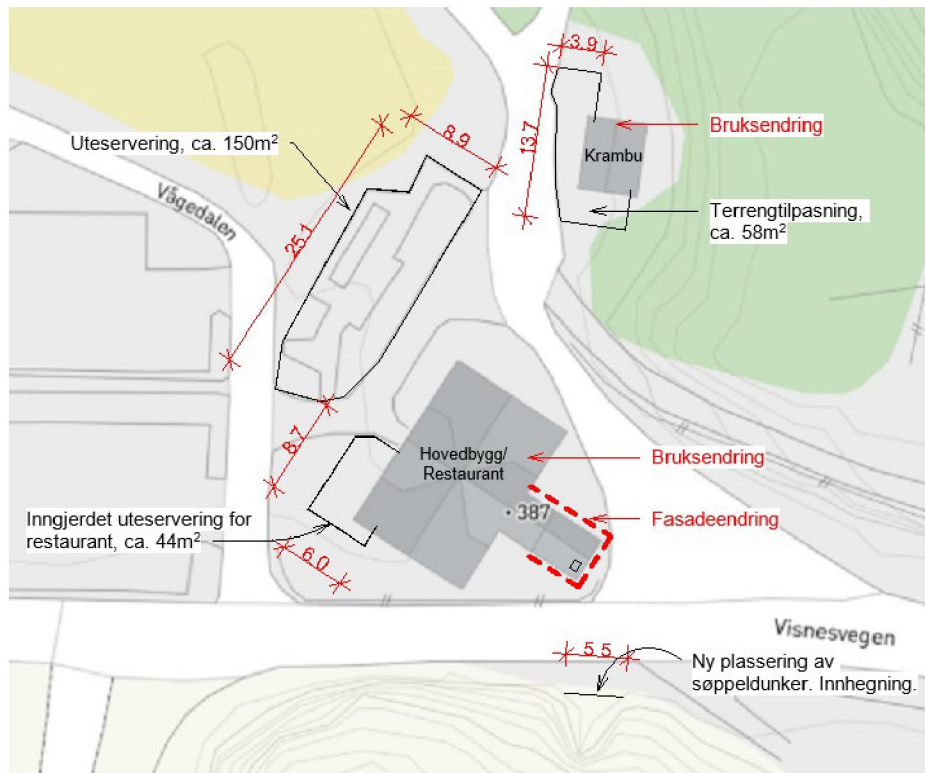 3.9
Bruksendring
Uteservering, ca. 150m²
8.9
13.7
Krambu
Vågedalen
Terrengtilpasning,
ca. 58m²
25.1
8.7
Hovedbygg/
Restaurant
Bruksendring
387
Fasadeendring
Inngjerdet uteservering for
restaurant, ca. 44m²
6.0
Visnesvegen
5.5
Ny plassering av
søppeldunker. Innhegning.